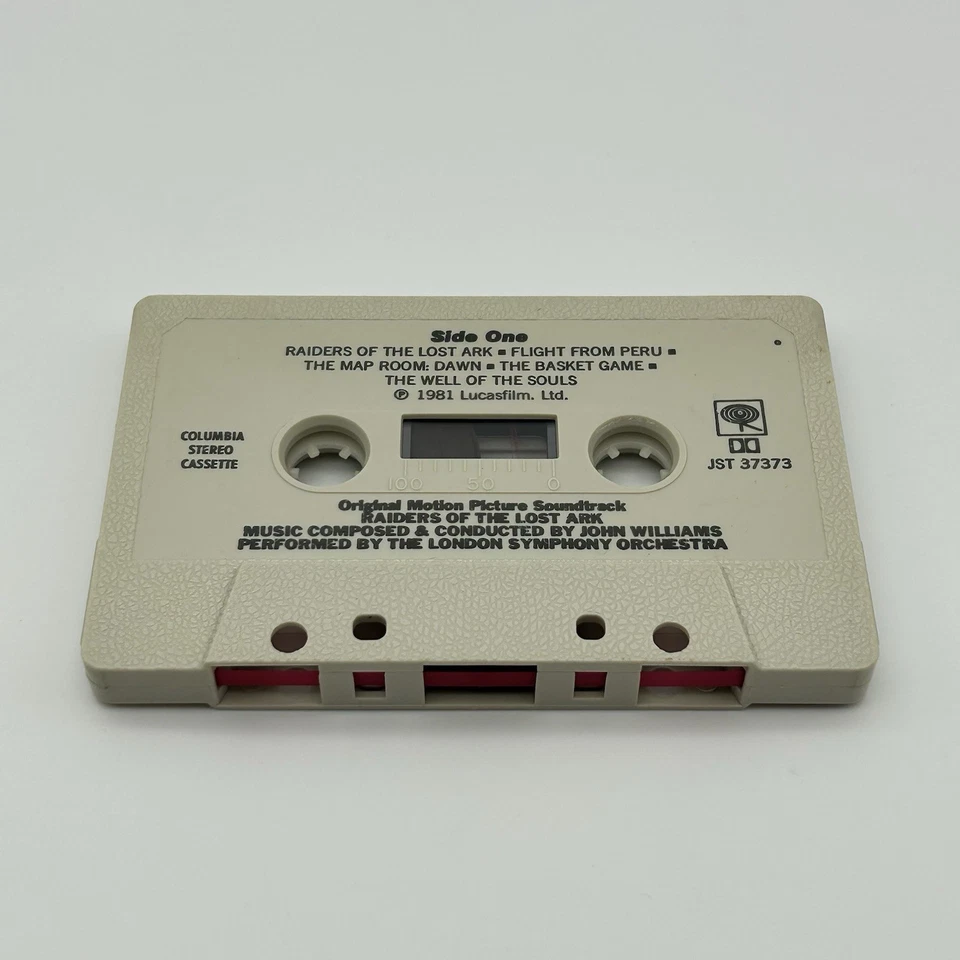 Side One
RAIDERS OF THE LOST ARK ▪ FLIGHT FROM PERU ▪
THE MAP ROOM: DAWN ▪ THE BASKET GAME ▪
THE WELL OF THE SOULS
℗ 1981 Lucasfilm. Ltd.
COLUMBIA
STEREO
CASSETTE
JST 37373
100 50 0
Original Motion Picture Soundtrack
RAIDERS OF THE LOST ARK
MUSIC COMPOSED & CONDUCTED BY JOHN WILLIAMS
PERFORMED BY THE LONDON SYMPHONY ORCHESTRA